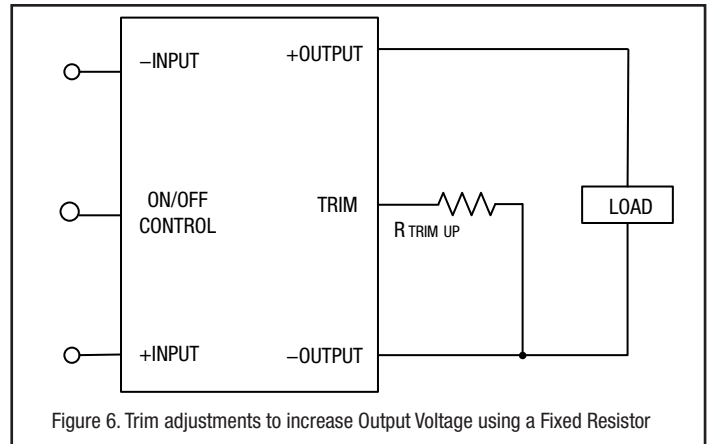 −INPUT
+OUTPUT
ON/OFF
CONTROL
TRIM
R TRIM UP
LOAD
+INPUT
−OUTPUT
Figure 6. Trim adjustments to increase Output Voltage using a Fixed Resistor